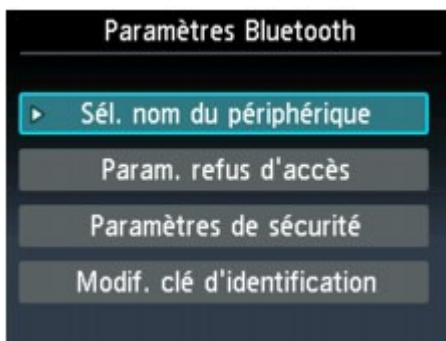 Paramètres Bluetooth
Sél. nom du périphérique
Param. refus d'accès
Paramètres de sécurité
Modif. clé d'identification